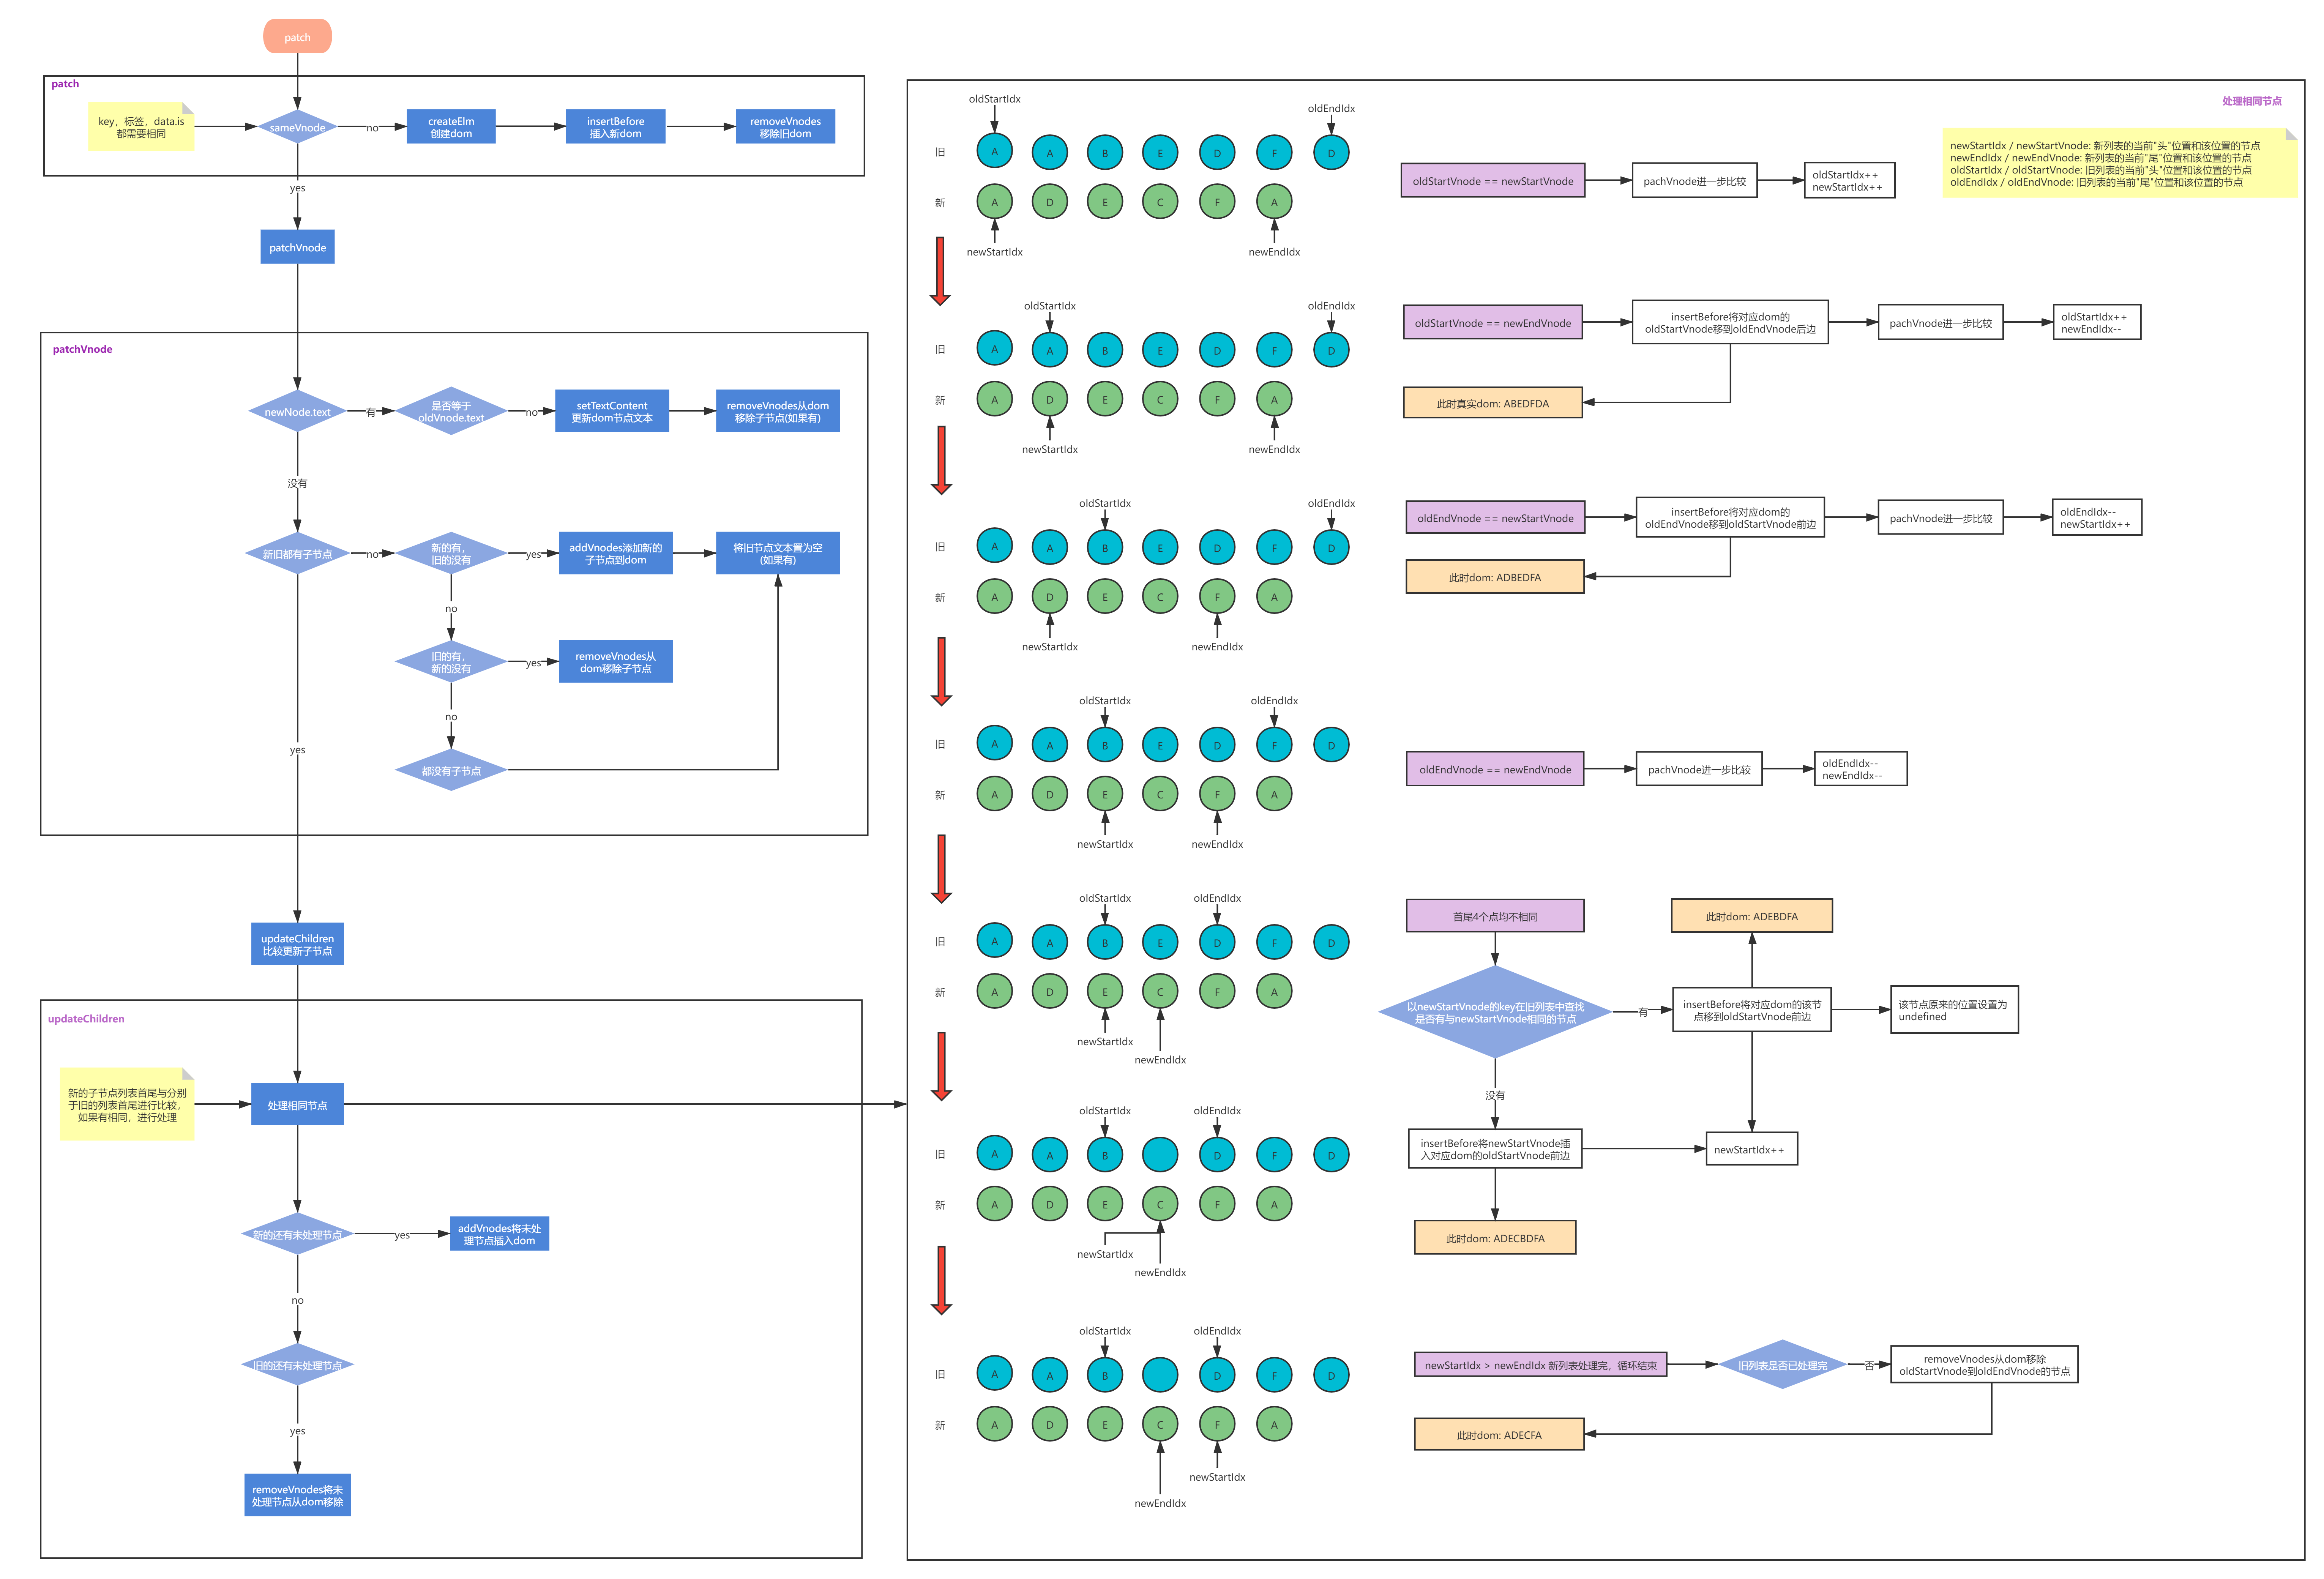 patch
patch
key，标签，data.is
都需要相同
sameVnode
no
createElm
创建dom
insertBefore
插入新dom
removeVnodes
移除旧dom
yes
patchVnode
patchVnode
newNode.text
有
是否等于
oldVnode.text
no
setTextContent
更新dom节点文本
removeVnodes从dom
移除子节点(如果有)
没有
新旧都有子节点
no
新的有，
旧的没有
yes
addVnodes添加新的
子节点到dom
将旧节点文本置为空
(如果有)
no
旧的有，
新的没有
yes
removeVnodes从
dom移除子节点
no
都没有子节点
yes
updateChildren
比较更新子节点
updateChildren
新的子节点列表首尾与分别
于旧的列表首尾进行比较，
如果有相同，进行处理
处理相同节点
新的还有未处理节点
yes
addVnodes将未处
理节点插入dom
no
旧的还有未处理节点
yes
removeVnodes将未
处理节点从dom移除
处理相同节点
newStartIdx / newStartVnode: 新列表的当前"头"位置和该位置的节点
newEndIdx / newEndVnode: 新列表的当前"尾"位置和该位置的节点
oldStartIdx / oldStartVnode: 旧列表的当前"头"位置和该位置的节点
oldEndIdx / oldEndVnode: 旧列表的当前"尾"位置和该位置的节点
oldStartIdx
oldEndIdx
旧 A A B E D F D
新 A D E C F A
newStartIdx
newEndIdx
oldStartVnode == newStartVnode
pachVnode进一步比较
oldStartIdx++
newStartIdx++
oldStartIdx
oldEndIdx
旧 A A B E D F D
新 A D E C F A
newStartIdx
newEndIdx
oldStartVnode == newEndVnode
insertBefore将对应dom的
oldStartVnode移到oldEndVnode后边
pachVnode进一步比较
oldStartIdx++
newEndIdx--
此时真实dom: ABEDFDA
oldStartIdx
oldEndIdx
旧 A A B E D F D
新 A D E C F A
newStartIdx
newEndIdx
oldEndVnode == newStartVnode
insertBefore将对应dom的
oldEndVnode移到oldStartVnode前边
pachVnode进一步比较
oldEndIdx--
newStartIdx++
此时dom: ADBEDFA
oldStartIdx
oldEndIdx
旧 A A B E D F D
新 A D E C F A
newStartIdx
newEndIdx
oldEndVnode == newEndVnode
pachVnode进一步比较
oldEndIdx--
newEndIdx--
oldStartIdx
oldEndIdx
旧 A A B E D F D
新 A D E C F A
newStartIdx
newEndIdx
首尾4个点均不相同
此时dom: ADEBDFA
以newStartVnode的key在旧列表中查找
是否有与newStartVnode相同的节点
有
insertBefore将对应dom的该节
点移到oldStartVnode前边
该节点原来的位置设置为
undefined
没有
oldStartIdx
oldEndIdx
旧 A A B D F D
新 A D E C F A
newStartIdx
newEndIdx
insertBefore将newStartVnode插
入对应dom的oldStartVnode前边
newStartIdx++
此时dom: ADECBDFA
oldStartIdx
oldEndIdx
旧 A A B D F D
新 A D E C F A
newStartIdx
newEndIdx
newStartIdx > newEndIdx 新列表处理完，循环结束
旧列表是否已处理完
否
removeVnodes从dom移除
oldStartVnode到oldEndVnode的节点
此时dom: ADECFA